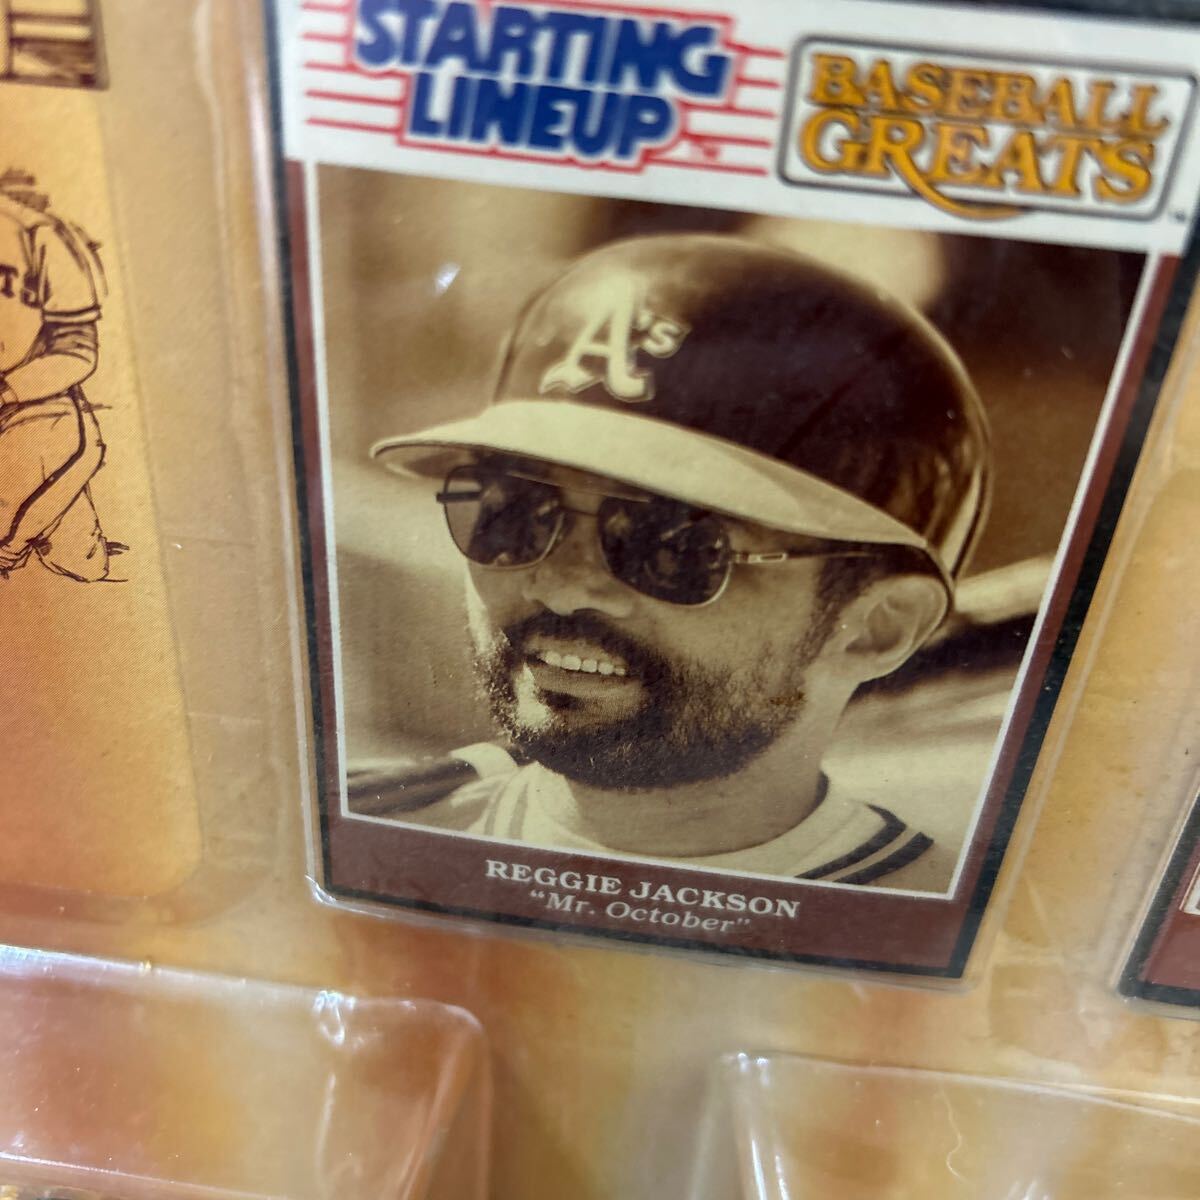 STARTING
LINEUP
BASEBALL
GREATS
A's
REGGIE JACKSON
"Mr. October"